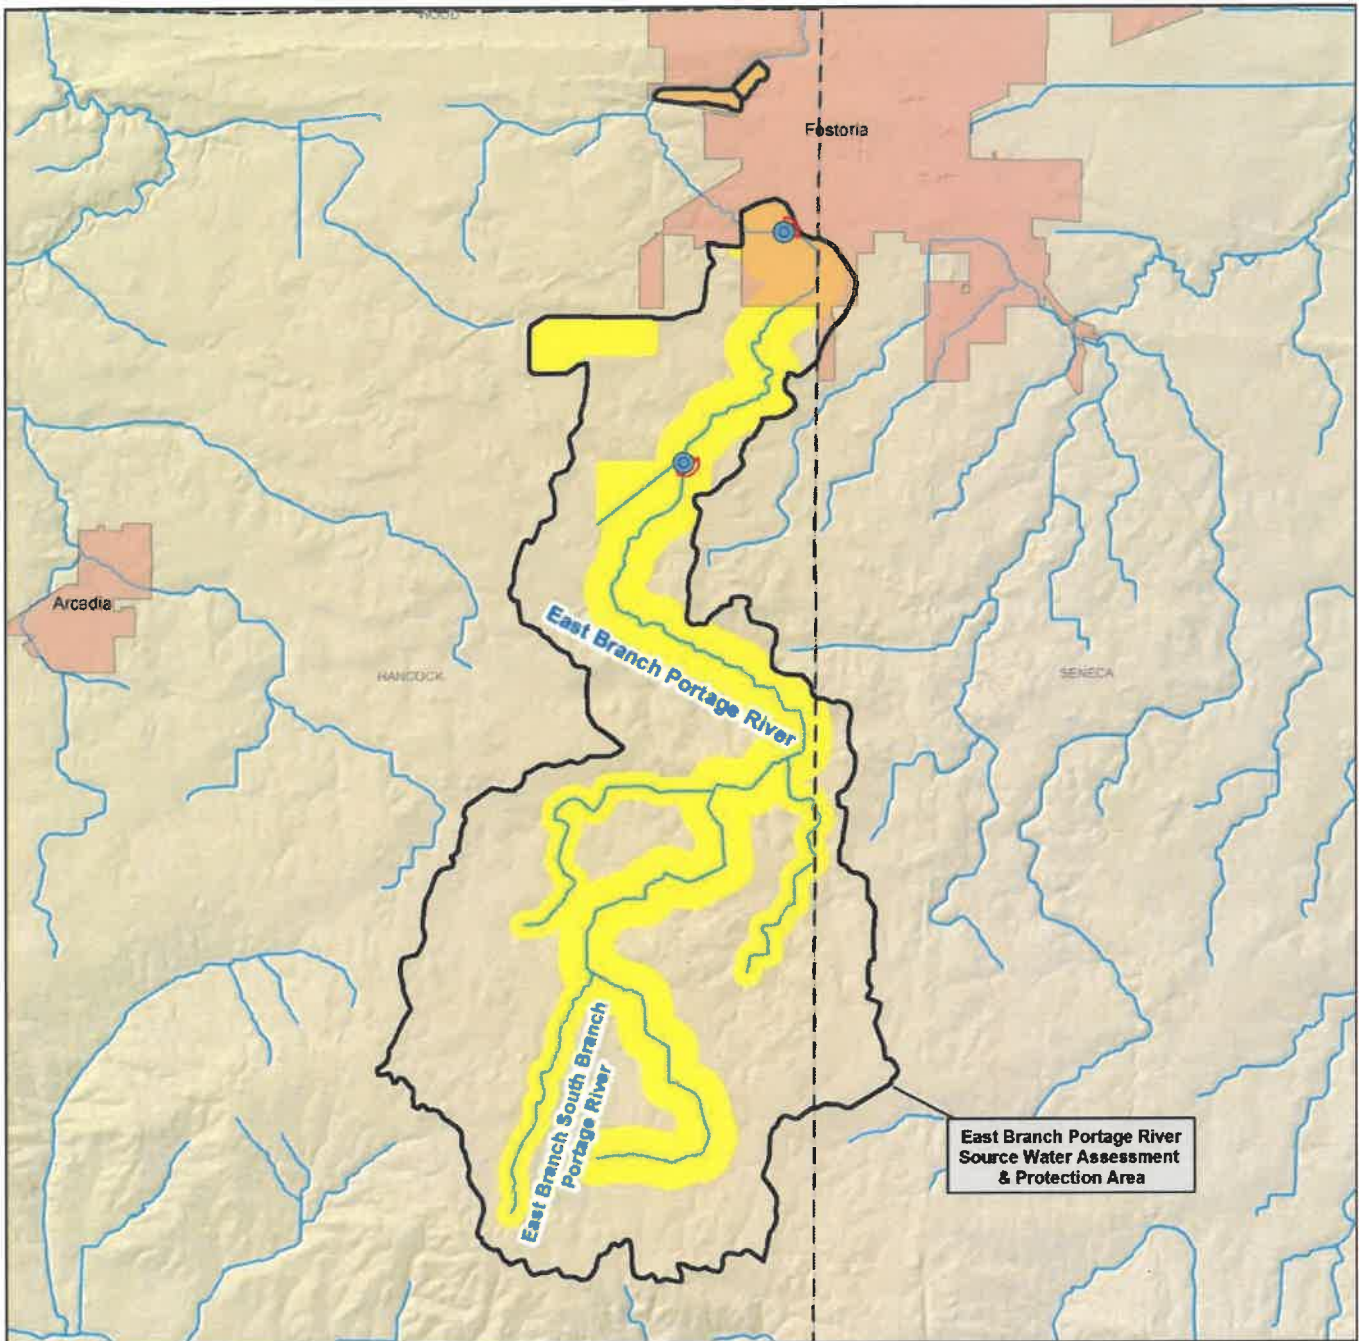 WOOD
Fostoria
Arcadia
HANCOCK
SENECA
East Branch Portage River
East Branch South Branch
Portage River
East Branch Portage River
Source Water Assessment
& Protection Area